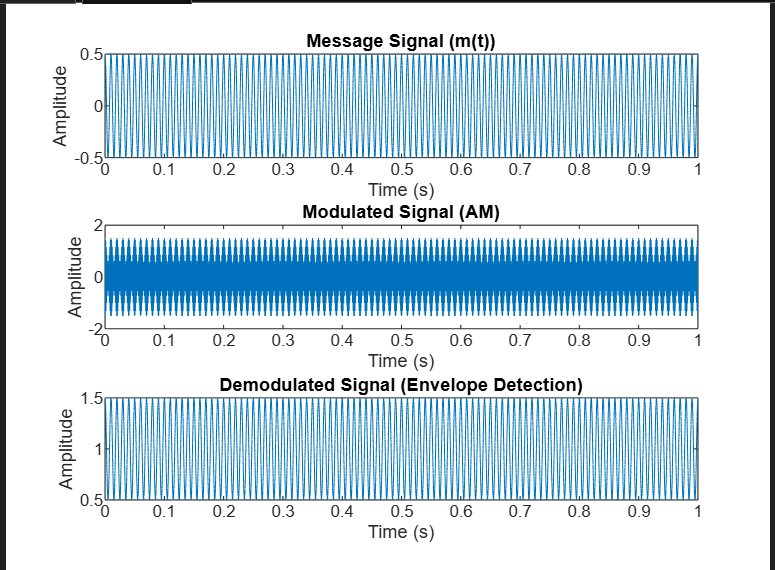 Message Signal (m(t))
0.5
0
-0.5
Amplitude
0 0.1 0.2 0.3 0.4 0.5 0.6 0.7 0.8 0.9 1
Time (s)
Modulated Signal (AM)
2
0
-2
Amplitude
0 0.1 0.2 0.3 0.4 0.5 0.6 0.7 0.8 0.9 1
Time (s)
Demodulated Signal (Envelope Detection)
1.5
1
0.5
Amplitude
0 0.1 0.2 0.3 0.4 0.5 0.6 0.7 0.8 0.9 1
Time (s)